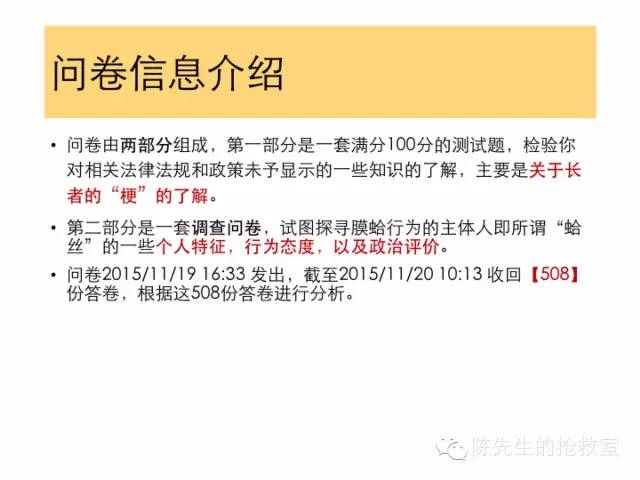 问卷信息介绍
• 问卷由两部分组成，第一部分是一套满分100分的测试题，检验你
对相关法律法规和政策未予显示的一些知识的了解，主要是关于长
者的“梗”的了解。
• 第二部分是一套调查问卷，试图探寻膜蛤行为的主体人即所谓“蛤
丝”的一些个人特征，行为态度，以及政治评价。
• 问卷2015/11/19 16:33 发出，截至2015/11/20 10:13 收回【508】
份答卷，根据这508份答卷进行分析。
陈先生的抢救室